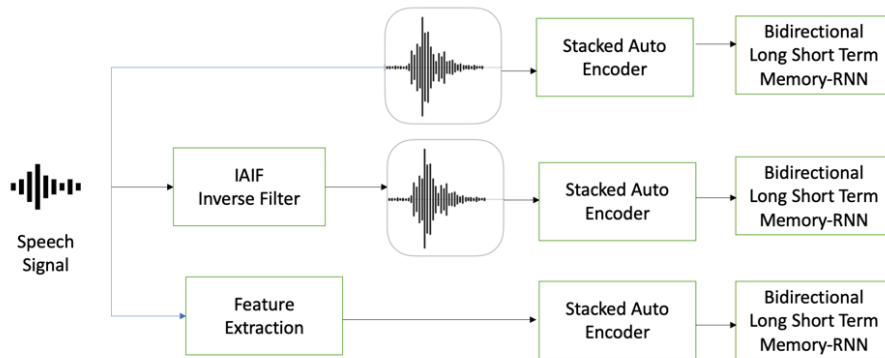 Stacked Auto
Encoder
Bidirectional
Long Short Term
Memory-RNN
Speech
Signal
IAIF
Inverse Filter
Stacked Auto
Encoder
Bidirectional
Long Short Term
Memory-RNN
Feature
Extraction
Stacked Auto
Encoder
Bidirectional
Long Short Term
Memory-RNN